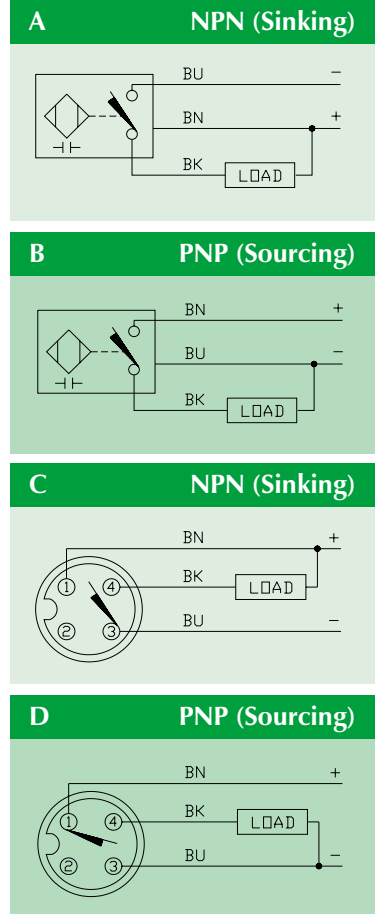 A NPN (Sinking)
BU −
BN +
BK LOAD
B PNP (Sourcing)
BN +
BU −
BK LOAD
C NPN (Sinking)
BN +
1 4 BK LOAD
2 3 BU −
D PNP (Sourcing)
BN +
1 4 BK LOAD
2 3 BU −